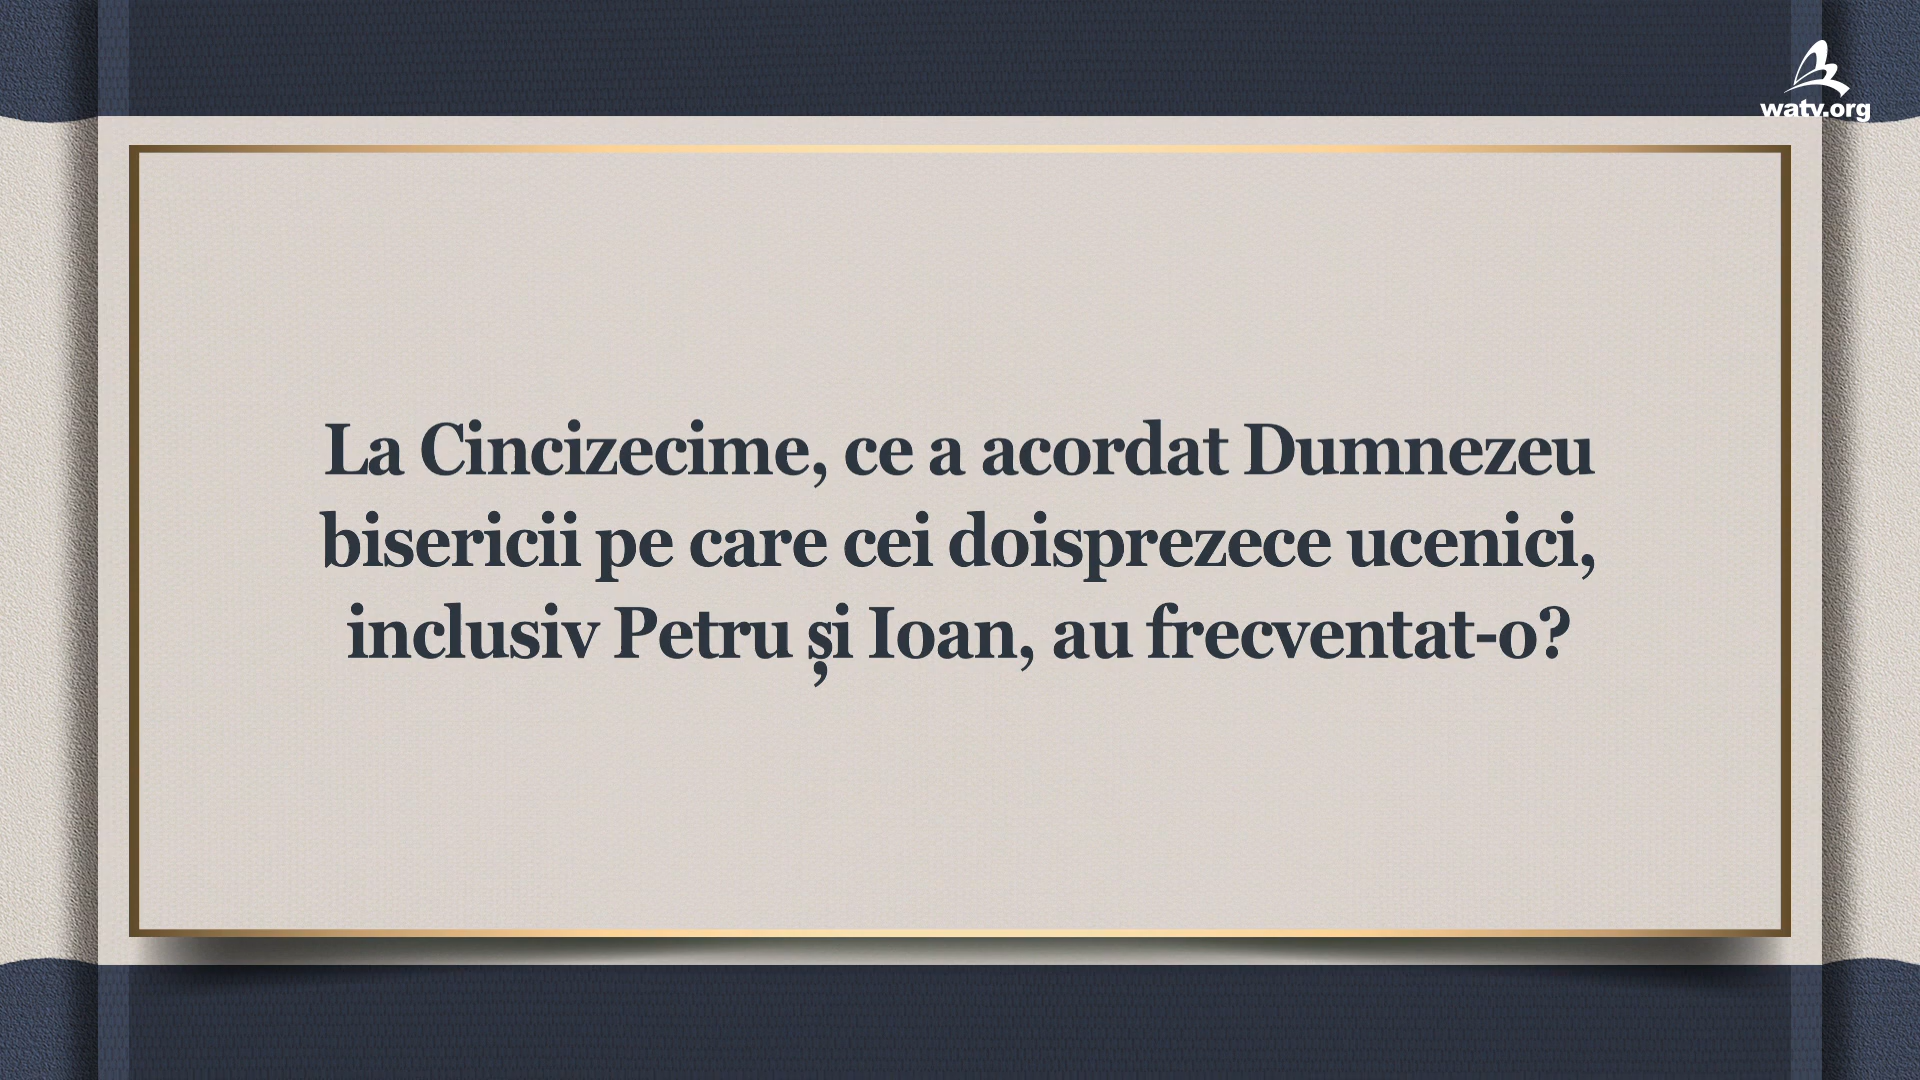 watv.org
La Cincizecime, ce a acordat Dumnezeu
bisericii pe care cei doisprezece ucenici,
inclusiv Petru și Ioan, au frecventat-o?